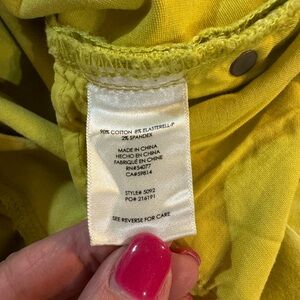 90% COTTON 8% ELASTERELL-P
2% SPANDEX
MADE IN CHINA
HECHO EN CHINA
FABRIQUÉ EN CHINE
RN#54077
CA#59814
STYLE# 5092
PO# 216191
SEE REVERSE FOR CARE